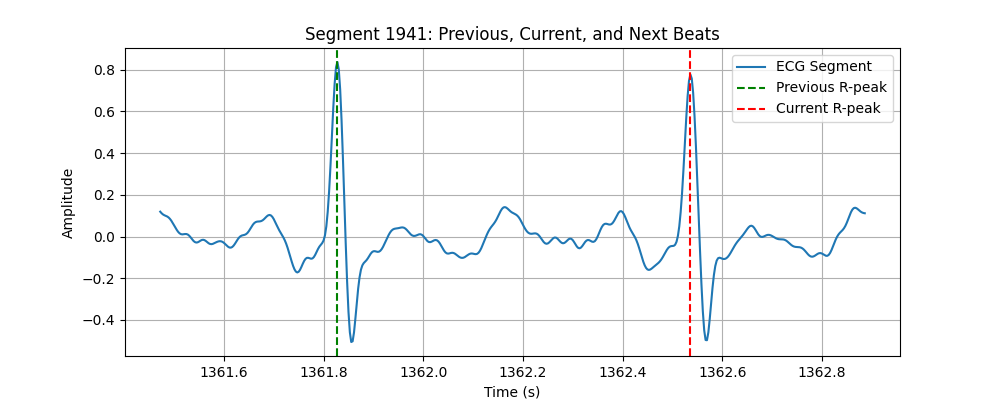 Segment 1941: Previous, Current, and Next Beats
ECG Segment
Previous R-peak
Current R-peak
Amplitude
0.8
0.6
0.4
0.2
0.0
−0.2
−0.4
1361.6 1361.8 1362.0 1362.2 1362.4 1362.6 1362.8
Time (s)